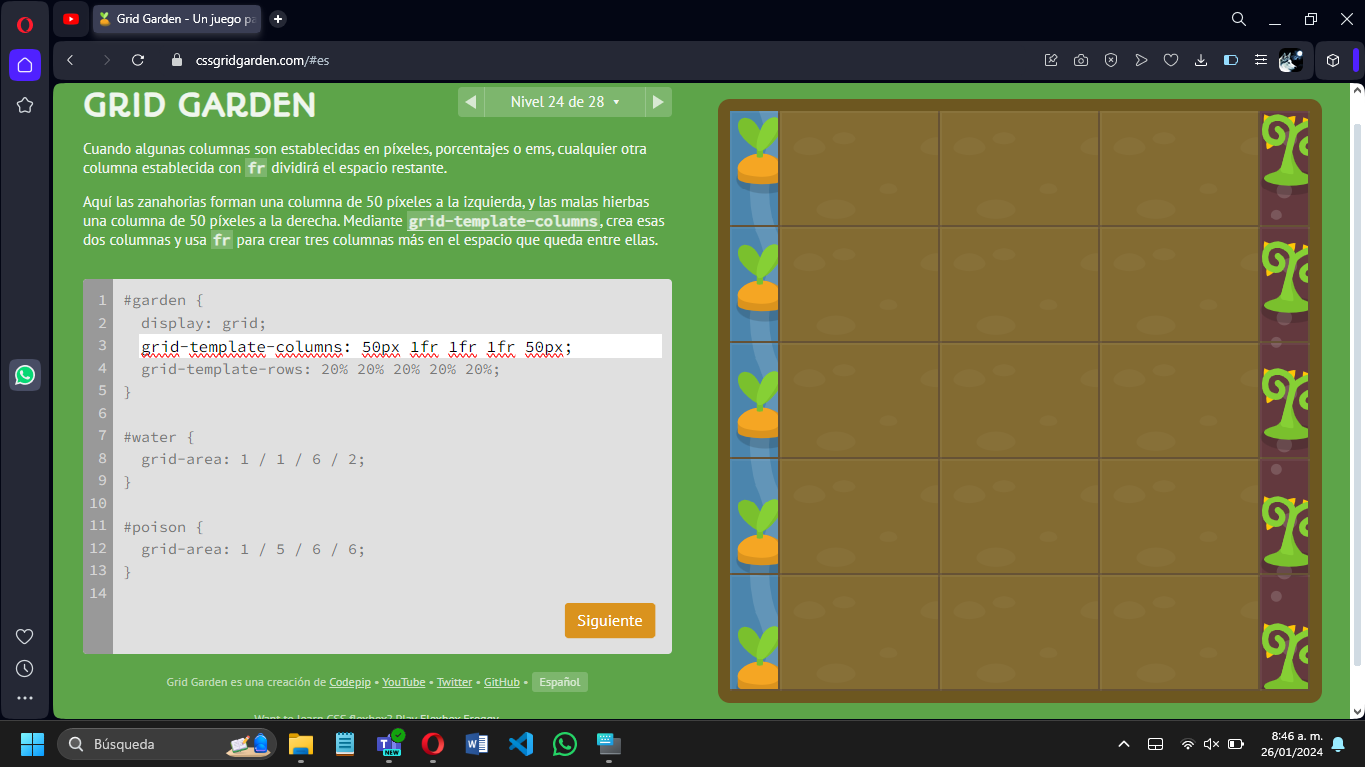 Grid Garden - Un juego pa
cssgridgarden.com/#es
GRID GARDEN
Nivel 24 de 28
Cuando algunas columnas son establecidas en píxeles, porcentajes o ems, cualquier otra
columna establecida con fr dividirá el espacio restante.
Aquí las zanahorias forman una columna de 50 píxeles a la izquierda, y las malas hierbas
una columna de 50 píxeles a la derecha. Mediante grid-template-columns, crea esas
dos columnas y usa fr para crear tres columnas más en el espacio que queda entre ellas.
1 #garden {
2 display: grid;
3 grid-template-columns: 50px 1fr 1fr 1fr 50px;
4 grid-template-rows: 20% 20% 20% 20% 20%;
5 }
6
7 #water {
8 grid-area: 1 / 1 / 6 / 2;
9 }
10
11 #poison {
12 grid-area: 1 / 5 / 6 / 6;
13 }
14
Siguiente
Grid Garden es una creación de Codepip • YouTube • Twitter • GitHub • Español
Want to learn CSS flexbox? Play Flexbox Froggy.
Búsqueda
NEW
8:46 a. m.
26/01/2024